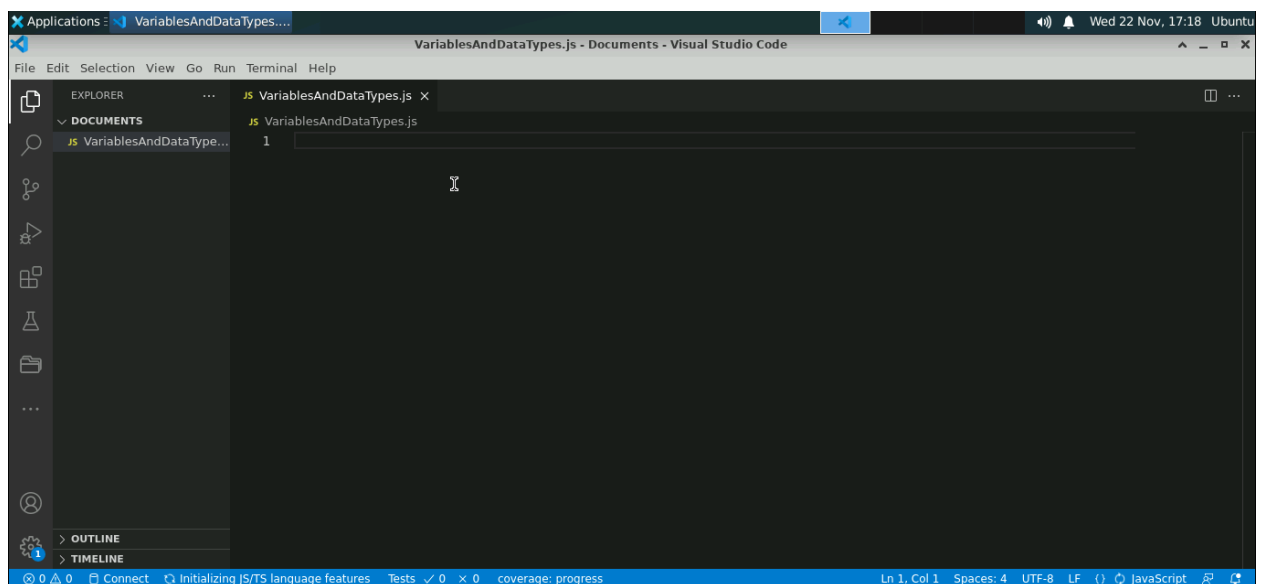 Applications VariablesAndDataTypes.... Wed 22 Nov, 17:18 Ubuntu
VariablesAndDataTypes.js - Documents - Visual Studio Code
File Edit Selection View Go Run Terminal Help
EXPLORER ... JS VariablesAndDataTypes.js
DOCUMENTS JS VariablesAndDataTypes.js
JS VariablesAndDataType... 1
OUTLINE
1
TIMELINE
0 0 Connect Initializing JS/TS language features Tests 0 0 coverage: progress Ln 1, Col 1 Spaces: 4 UTF-8 LF {} JavaScript